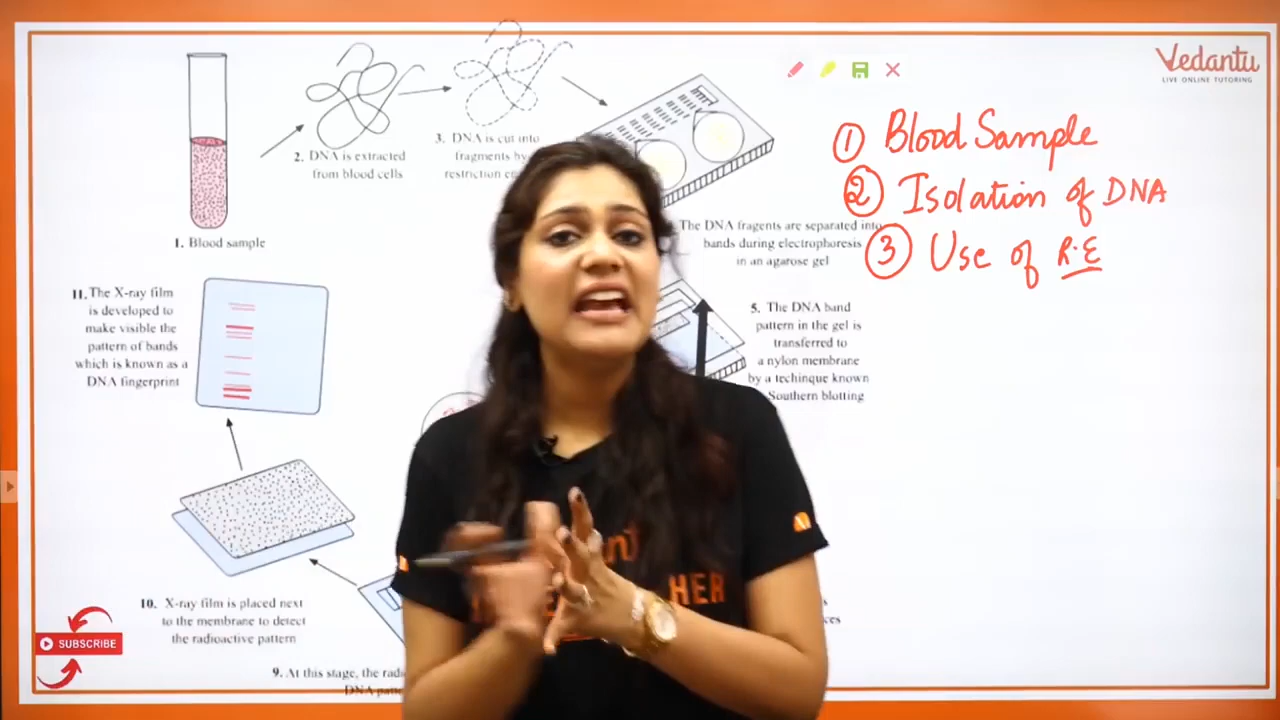 Vedantu
LIVE ONLINE TUTORING
1 Blood Sample
2 Isolation of DNA
3 Use of R.E
1. Blood sample
2. DNA is extracted
from blood cells
3. DNA is cut into
fragments by
restriction
The DNA fragents are separated into
bands during electrophoresis
in an agarose gel
5. The DNA band
pattern in the gel is
transferred to
a nylon membrane
by a techinque known
Southern blotting
11. The X-ray film
is developed to
make visible the
pattern of bands
which is known as a
DNA fingerprint
10. X-ray film is placed next
to the membrane to detect
the radioactive pattern
9. At this stage, the
DNA
SUBSCRIBE
HER